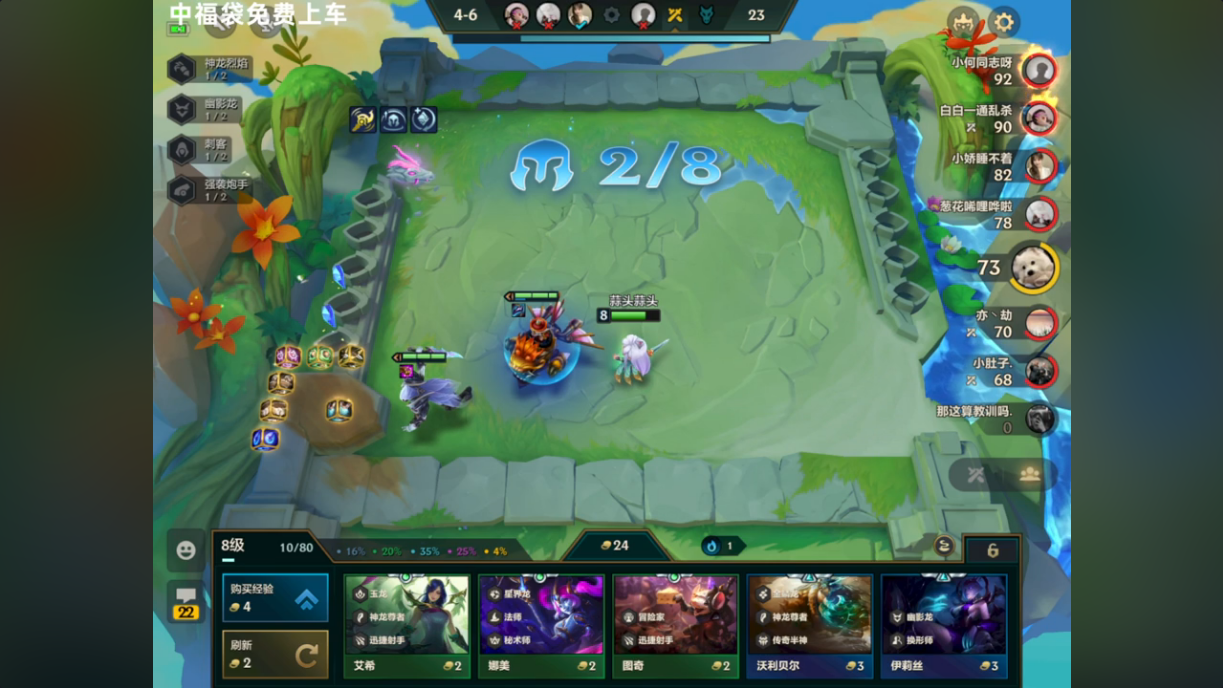 中福袋免费上车
4-6
23
神龙烈焰
1 / 2
幽影龙
1 / 2
刺客
1 / 2
强袭炮手
1 / 2
2/8
小何同志呀
92
白白一通乱杀
90
小娇睡不着
82
葱花唏哩哗啦
78
73
亦丶劫
70
小肚子.
68
那这算教训吗.
0
蒜头蒜头
8
8级
10/80
16% 20% 35% 25% 4%
24
1
6
购买经验
4
刷新
2
22
玉龙
神龙尊者
迅捷射手
艾希
2
星界龙
法师
秘术师
娜美
2
冒险家
迅捷射手
图奇
2
神龙尊者
传奇半神
沃利贝尔
3
幽影龙
换形师
伊莉丝
3